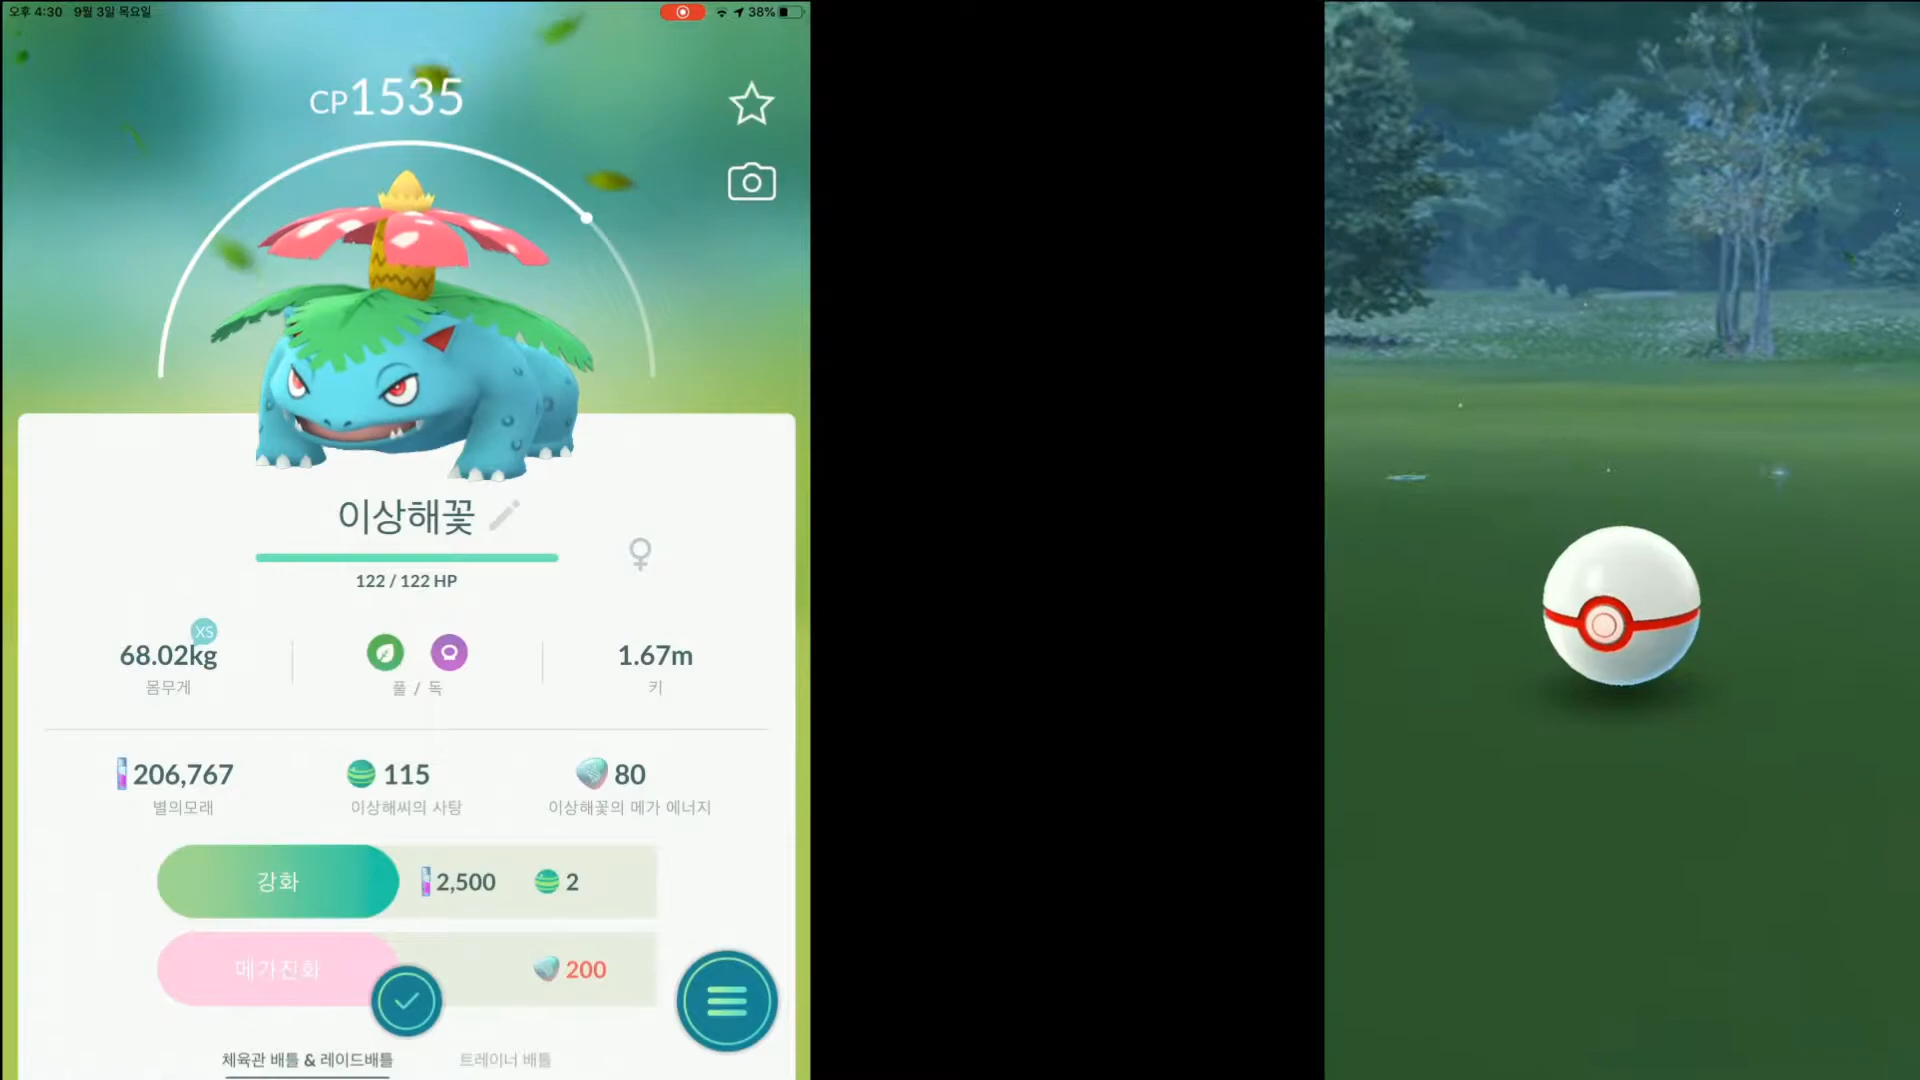 오후 4:30 9월 3일 목요일
38%
CP1535
이상해꽃
122 / 122 HP
XS
68.02kg
1.67m
몸무게
풀 / 독
키
206,767
115
80
별의모래
이상해씨의 사탕
이상해꽃의 메가 에너지
강화
2,500
2
메가진화
200
체육관 배틀 & 레이드배틀
트레이너 배틀